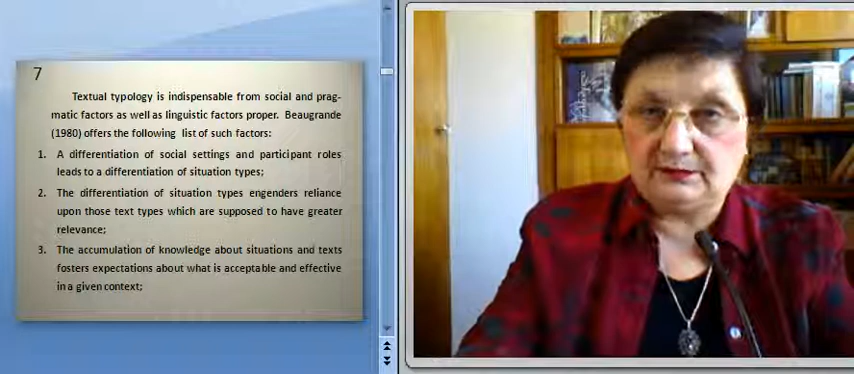 7
Textual typology is indispensable from social and prag-
matic factors as well as linguistic factors proper. Beaugrande
(1980) offers the following list of such factors:
1. A differentiation of social settings and participant roles
leads to a differentiation of situation types;
2. The differentiation of situation types engenders reliance
upon those text types which are supposed to have greater
relevance;
3. The accumulation of knowledge about situations and texts
fosters expectations about what is acceptable and effective
in a given context;